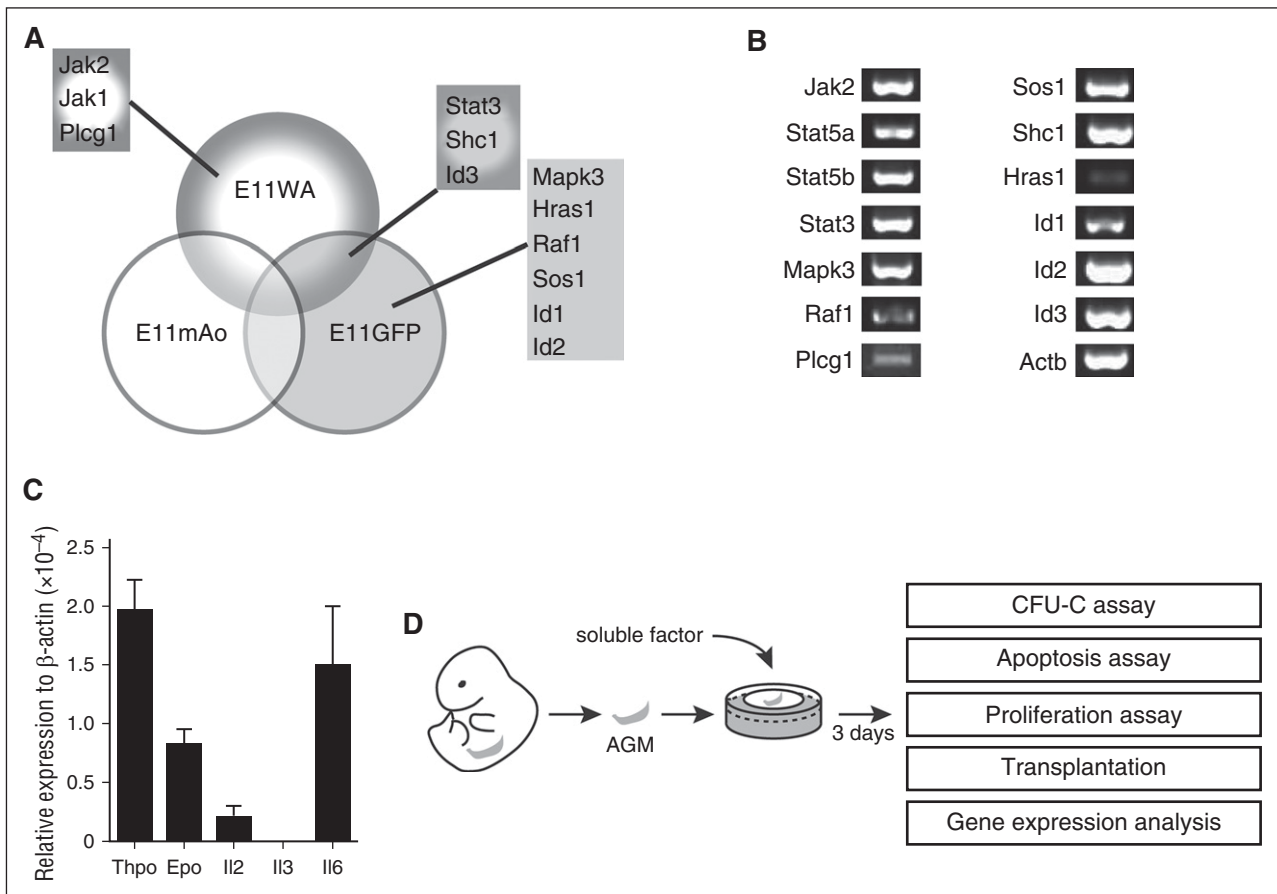 A
Jak2
Jak1
Plcg1
Stat3
Shc1
Id3
Mapk3
Hras1
Raf1
Sos1
Id1
Id2
E11WA
E11mAo
E11GFP
B
Jak2
Stat5a
Stat5b
Stat3
Mapk3
Raf1
Plcg1
Sos1
Shc1
Hras1
Id1
Id2
Id3
Actb
C
Relative expression to β-actin (×10⁻⁴)
2.5
2.0
1.5
1.0
0.5
0
Thpo Epo Il2 Il3 Il6
D
soluble factor
AGM
3 days
CFU-C assay
Apoptosis assay
Proliferation assay
Transplantation
Gene expression analysis